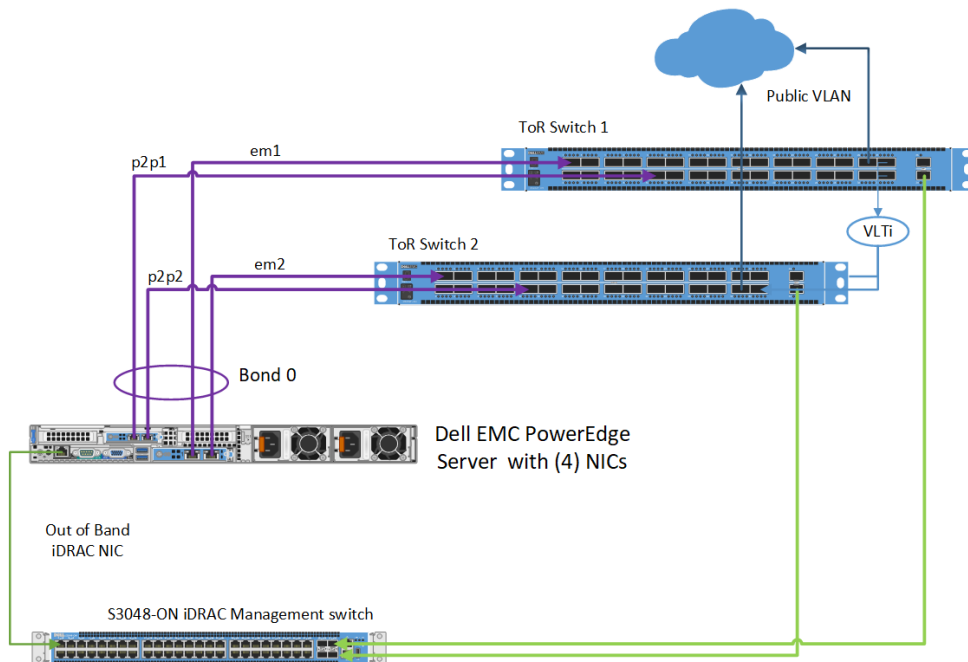 Public VLAN
ToR Switch 1
p2p1
em1
VLTi
ToR Switch 2
p2p2
em2
Bond 0
Dell EMC PowerEdge
Server with (4) NICs
Out of Band
iDRAC NIC
S3048-ON iDRAC Management switch